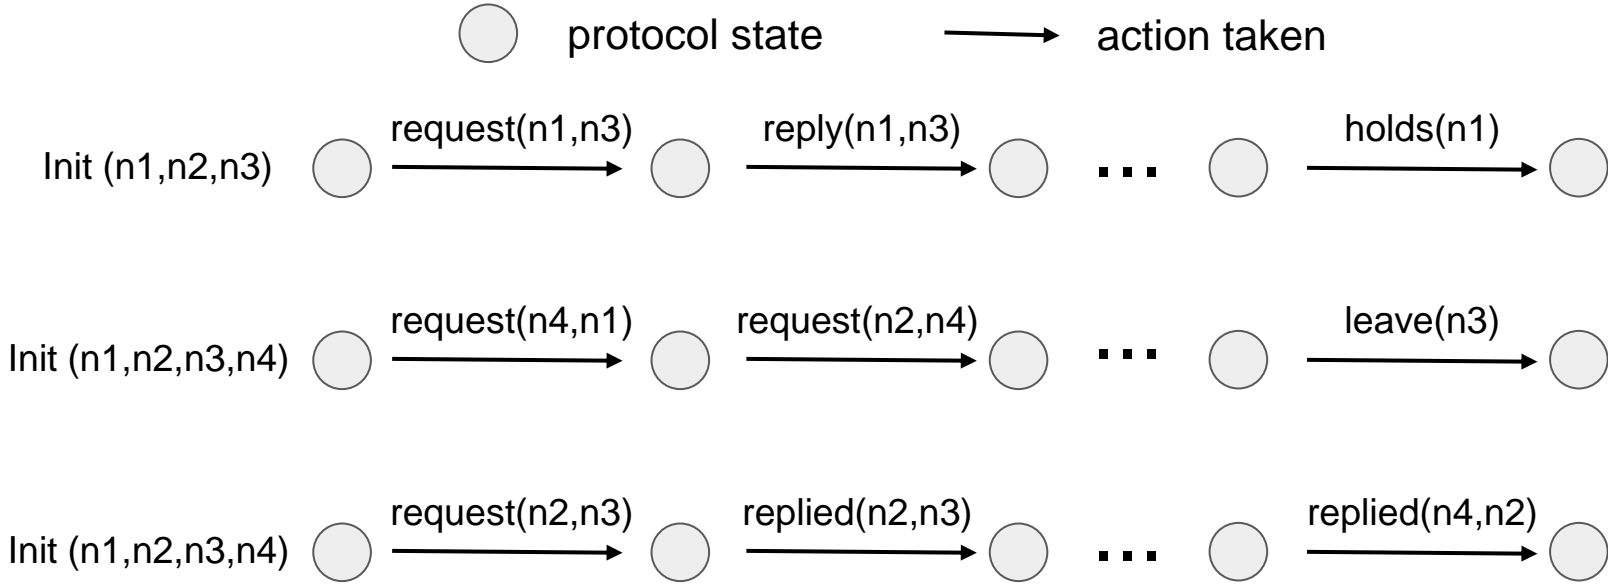 protocol state action taken
request(n1,n3) reply(n1,n3) holds(n1)
Init (n1,n2,n3) ...
request(n4,n1) request(n2,n4) leave(n3)
Init (n1,n2,n3,n4) ...
request(n2,n3) replied(n2,n3) replied(n4,n2)
Init (n1,n2,n3,n4) ...